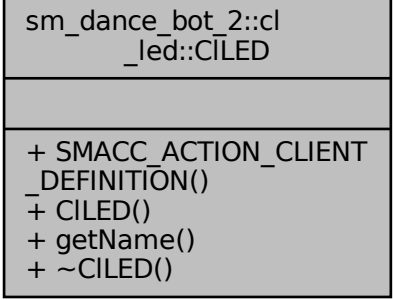 sm_dance_bot_2::cl
_led::ClLED
+ SMACC_ACTION_CLIENT
_DEFINITION()
+ ClLED()
+ getName()
+ ~ClLED()